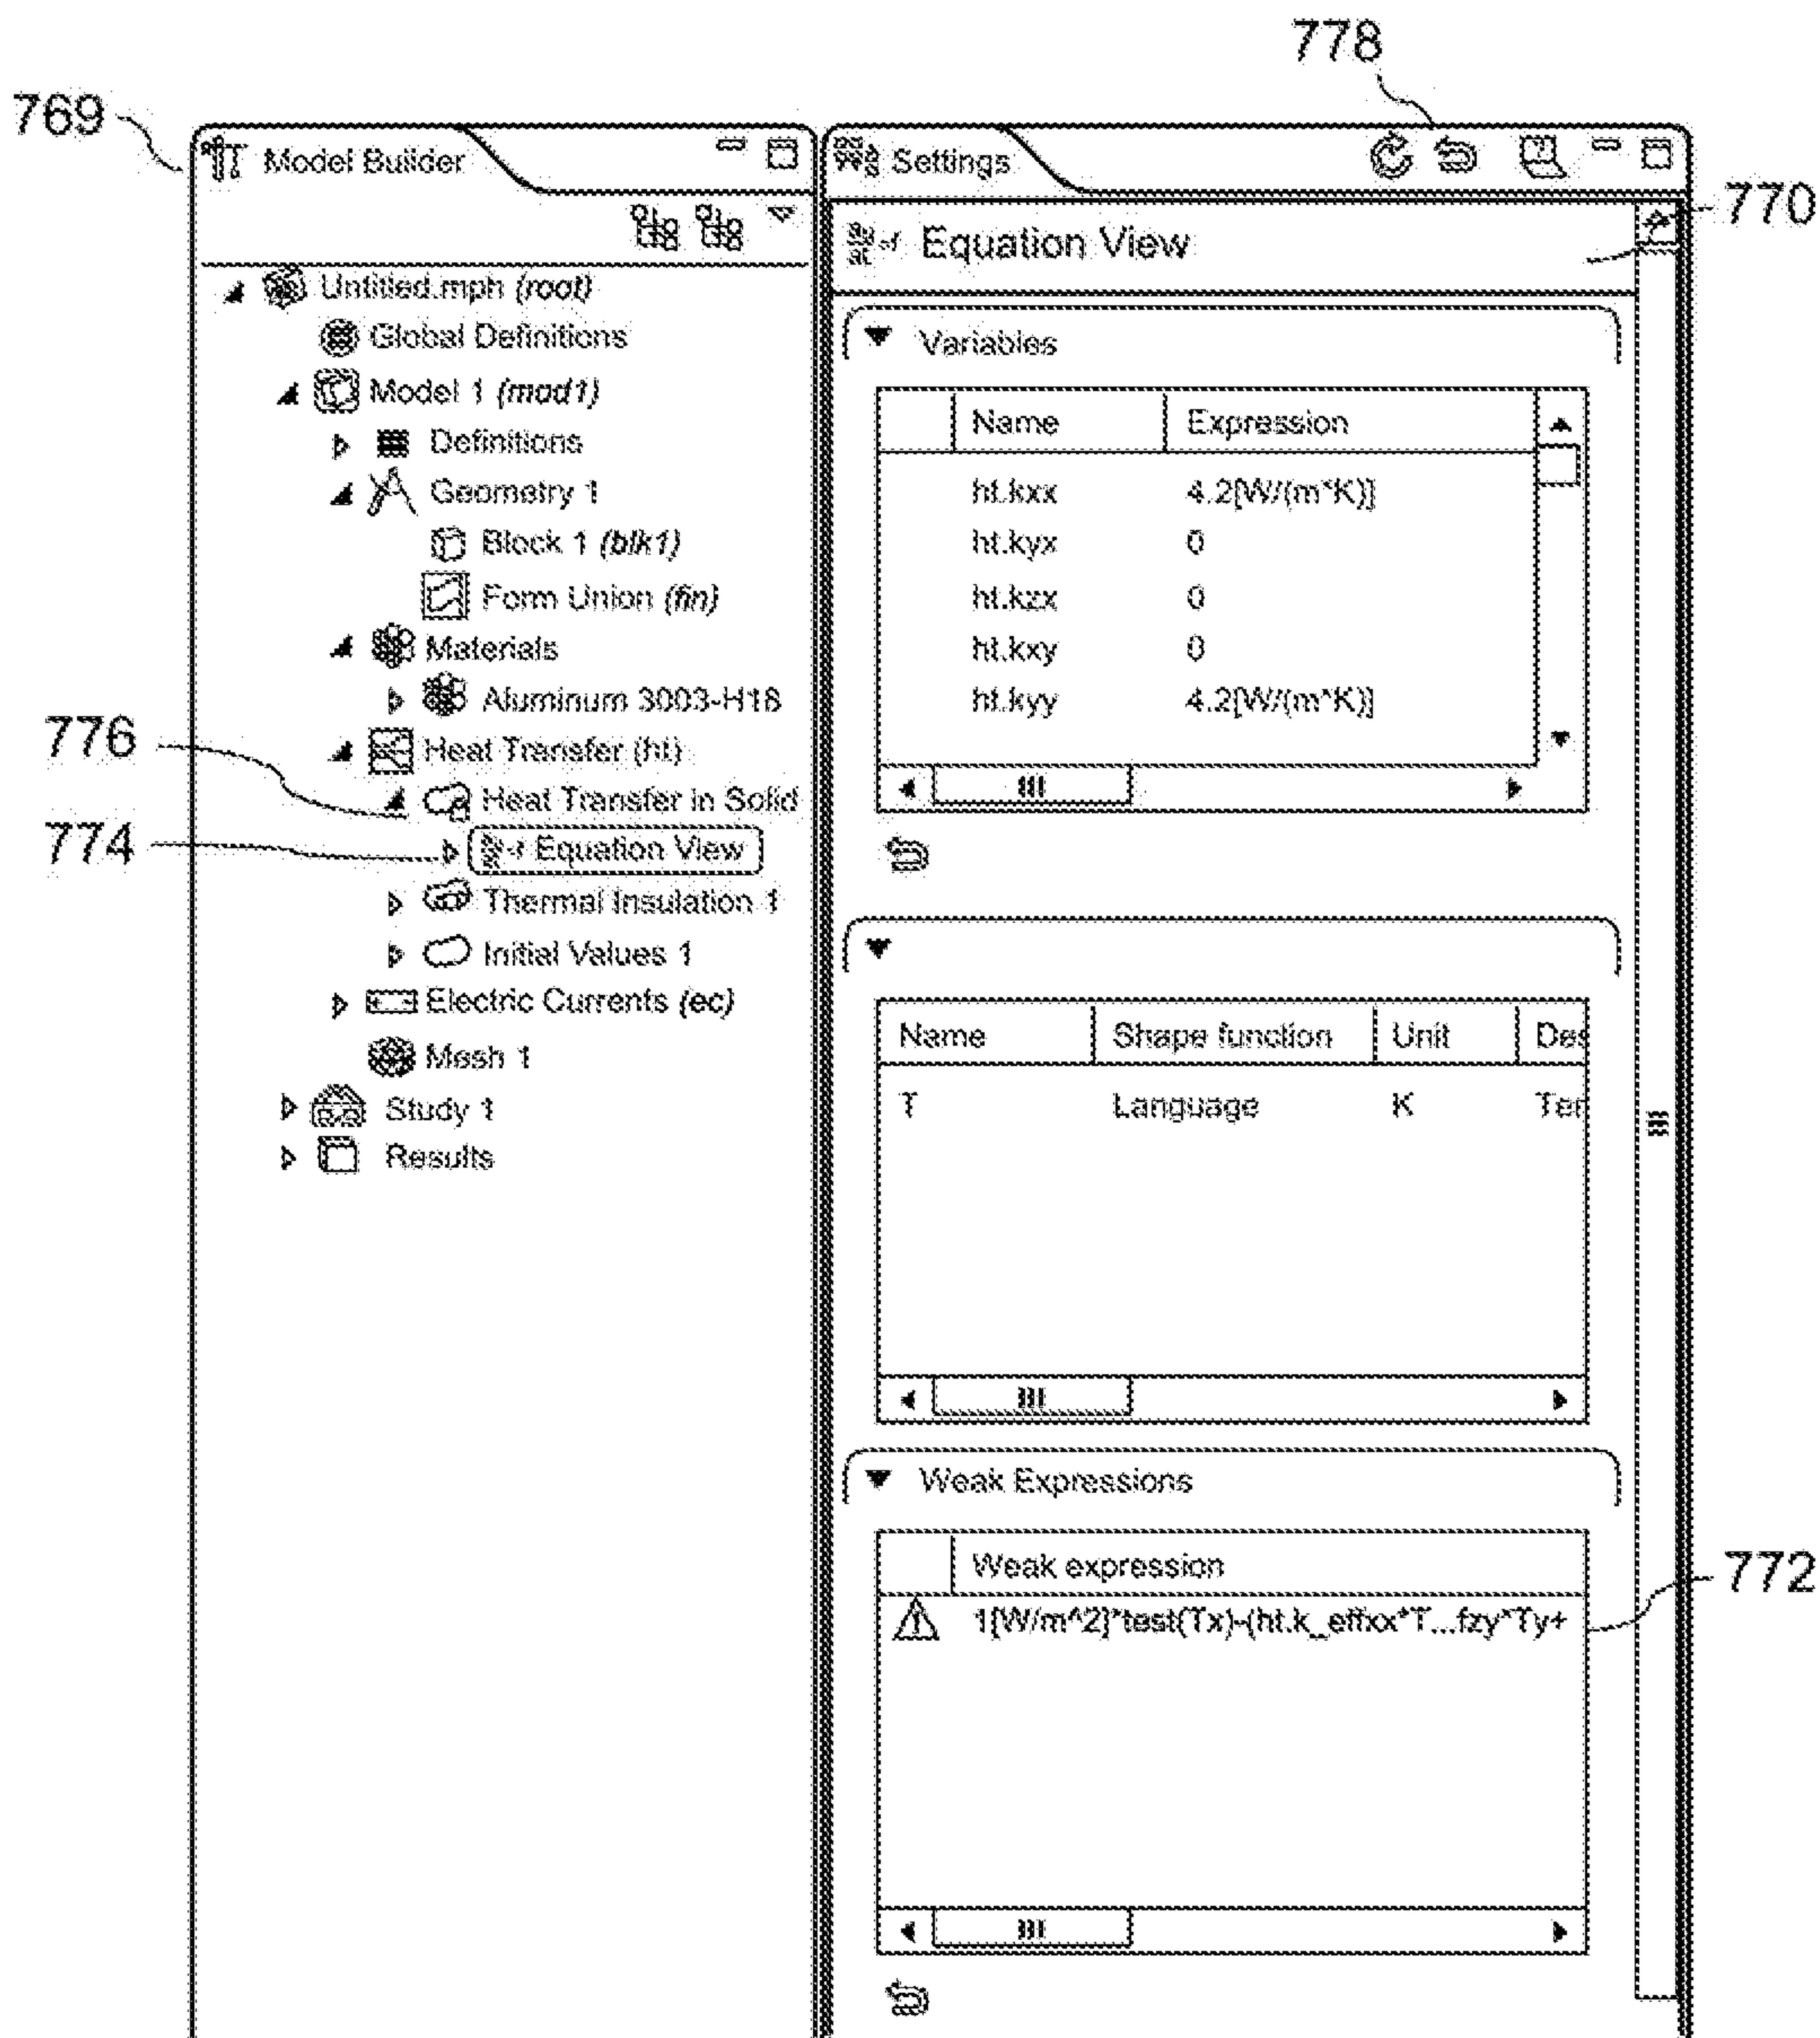 778
769
Model Builder
Settings
770
Equation View
Untitled.mph (root)
Global Definitions
Model 1 (mod1)
Definitions
Geometry 1
Block 1 (blk1)
Form Union (fin)
Materials
Aluminum 3003-H18
776
Heat Transfer (ht)
Heat Transfer in Solid
774
Equation View
Thermal Insulation 1
Initial Values 1
Electric Currents (ec)
Mesh 1
Study 1
Results
Variables
Name Expression
ht.kxx 4.2[W/(m*K)]
ht.kyx 0
ht.kzx 0
ht.kxy 0
ht.kyy 4.2[W/(m*K)]
Name Shape function Unit Des
T Language K Ter
Weak Expressions
Weak expression
772
1[W/m^2]*test(Tx)-(ht.k_effxx*T...fzy*Ty+